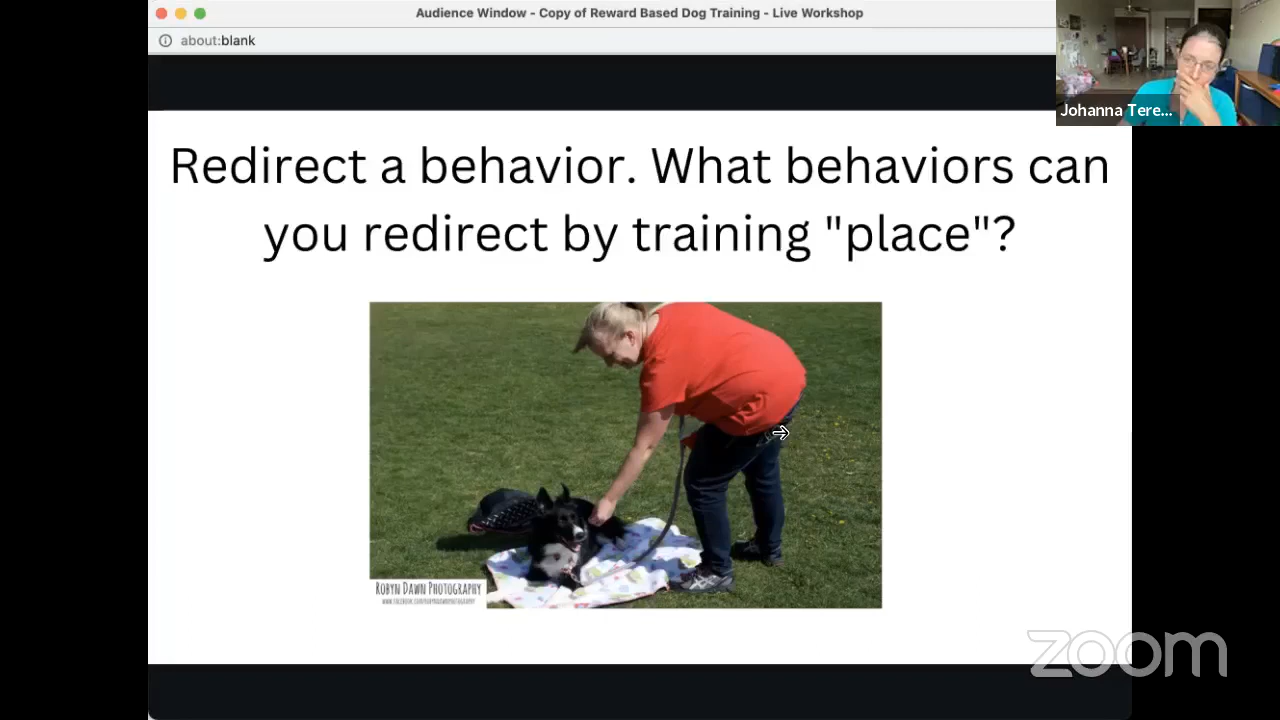 Audience Window - Copy of Reward Based Dog Training - Live Workshop
about:blank
Johanna Tere...
Redirect a behavior. What behaviors can
you redirect by training "place"?
ROBYN DAWN PHOTOGRAPHY
zoom